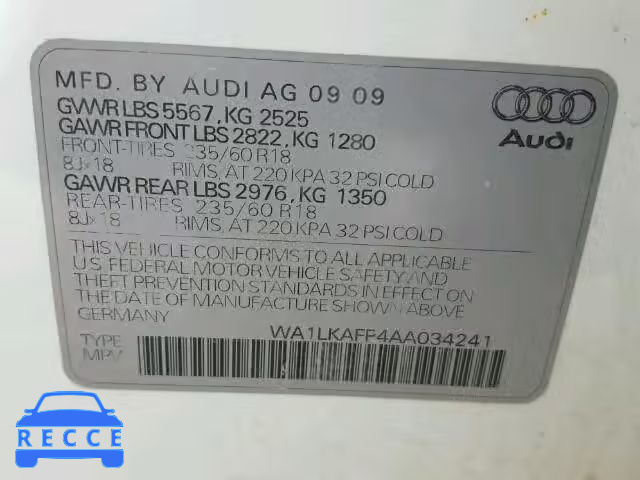 MFD. BY AUDI AG 09 09
GVWR LBS 5567, KG 2525
GAWR FRONT LBS 2822, KG 1280
FRONT-TIRES 235/60 R18
8Jx18 RIMS, AT 220 KPA 32 PSI COLD
GAWR REAR LBS 2976, KG 1350
REAR-TIRES 235/60 R18
8Jx18 RIMS, AT 220 KPA 32 PSI COLD
Audi
THIS VEHICLE CONFORMS TO ALL APPLICABLE
U.S. FEDERAL MOTOR VEHICLE SAFETY AND
THEFT PREVENTION STANDARDS IN EFFECT ON
THE DATE OF MANUFACTURE SHOWN ABOVE
GERMANY
WA1LKAFP4AA034241
TYPE
MPV
RECCE